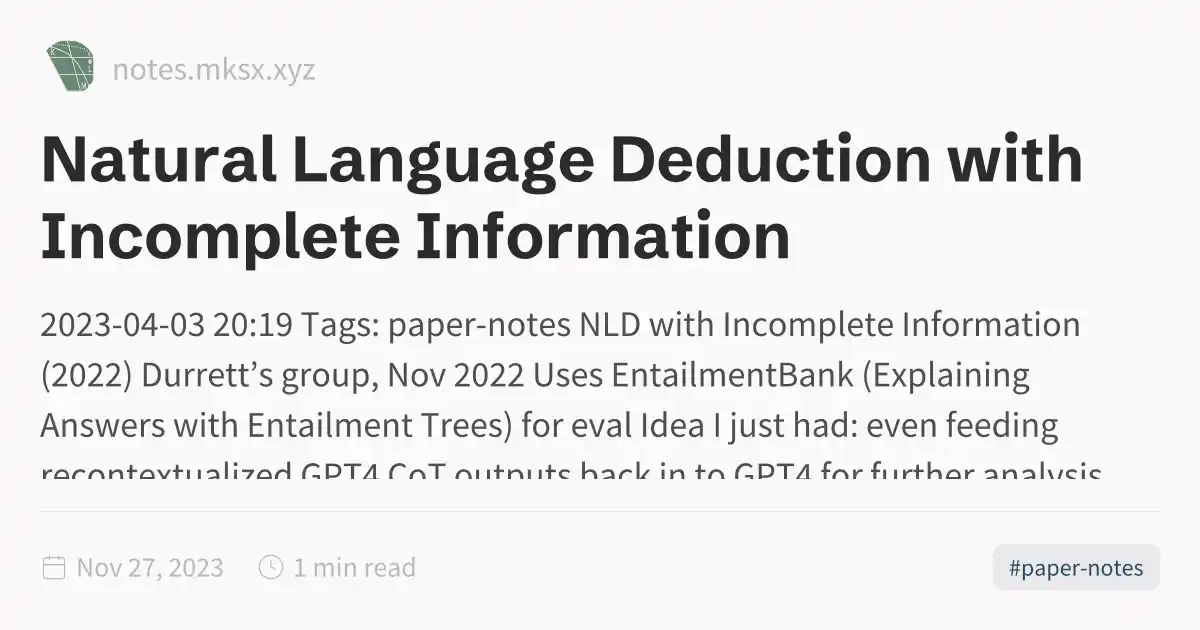 notes.mksx.xyz
Natural Language Deduction with
Incomplete Information
2023-04-03 20:19 Tags: paper-notes NLD with Incomplete Information
(2022) Durrett’s group, Nov 2022 Uses EntailmentBank (Explaining
Answers with Entailment Trees) for eval Idea I just had: even feeding
recontextualized GPT4 CoT outputs back in to GPT4 for further analysis
Nov 27, 2023
1 min read
#paper-notes